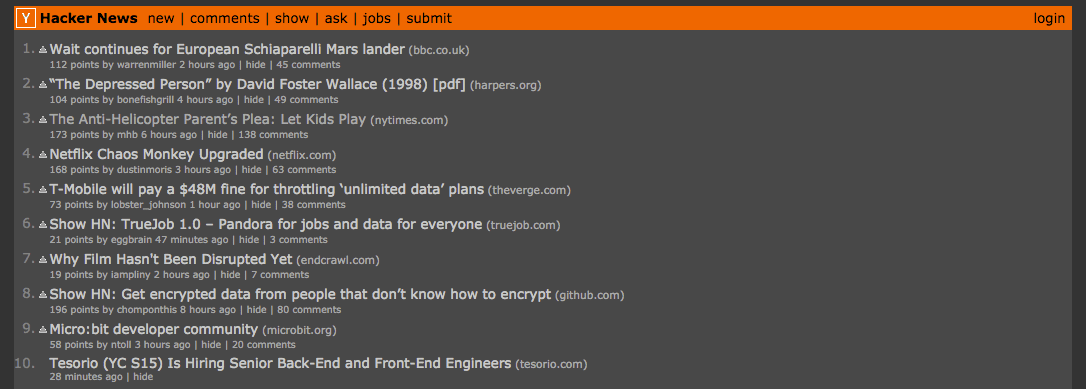 Y Hacker News new | comments | show | ask | jobs | submit login
1. Wait continues for European Schiaparelli Mars lander (bbc.co.uk)
112 points by warrenmiller 2 hours ago | hide | 45 comments
2. “The Depressed Person” by David Foster Wallace (1998) [pdf] (harpers.org)
104 points by bonefishgrill 4 hours ago | hide | 49 comments
3. The Anti-Helicopter Parent’s Plea: Let Kids Play (nytimes.com)
173 points by mhb 6 hours ago | hide | 138 comments
4. Netflix Chaos Monkey Upgraded (netflix.com)
168 points by dustinmoris 3 hours ago | hide | 63 comments
5. T-Mobile will pay a $48M fine for throttling ‘unlimited data’ plans (theverge.com)
73 points by lobster_johnson 1 hour ago | hide | 38 comments
6. Show HN: TrueJob 1.0 – Pandora for jobs and data for everyone (truejob.com)
21 points by eggbrain 47 minutes ago | hide | 3 comments
7. Why Film Hasn't Been Disrupted Yet (endcrawl.com)
19 points by iampliny 2 hours ago | hide | 7 comments
8. Show HN: Get encrypted data from people that don’t know how to encrypt (github.com)
196 points by chomponthis 8 hours ago | hide | 80 comments
9. Micro:bit developer community (microbit.org)
58 points by ntoll 3 hours ago | hide | 20 comments
10. Tesorio (YC S15) Is Hiring Senior Back-End and Front-End Engineers (tesorio.com)
28 minutes ago | hide